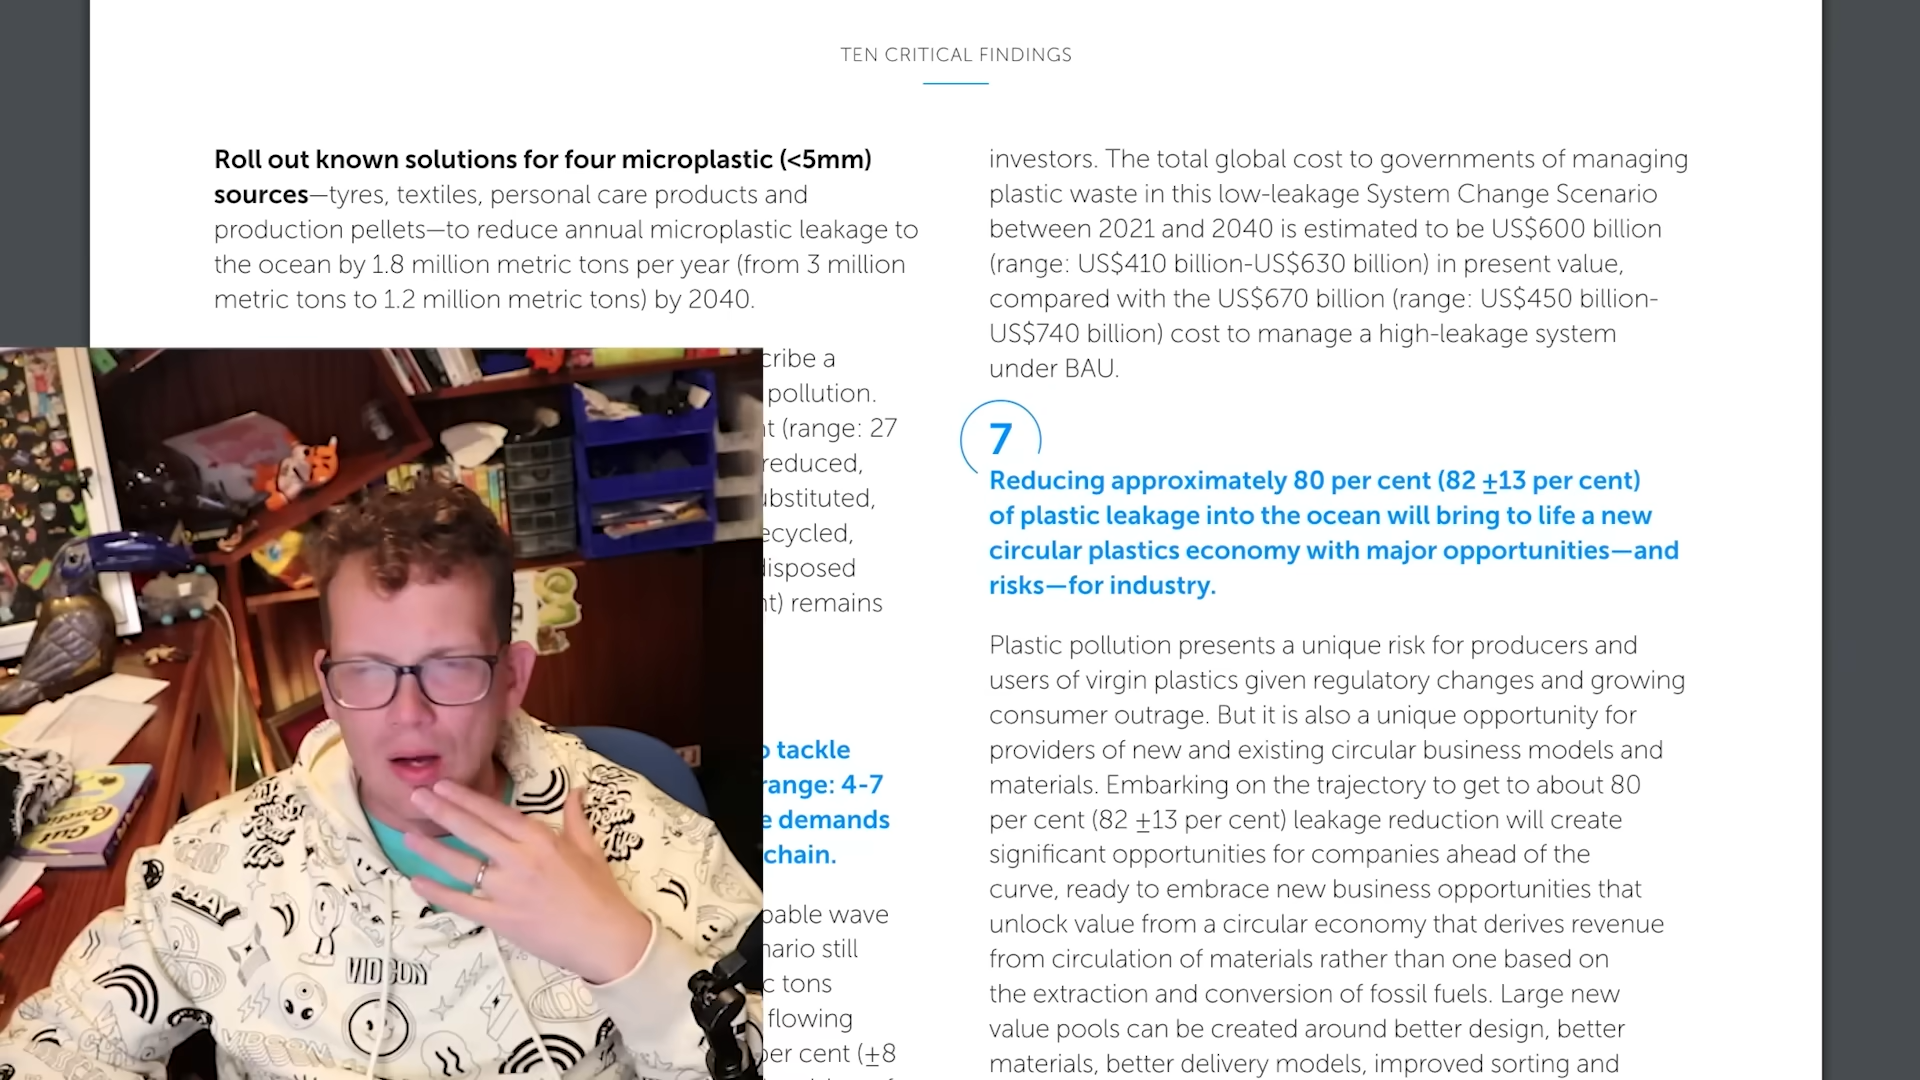 TEN CRITICAL FINDINGS
Roll out known solutions for four microplastic (<5mm)
sources—tyres, textiles, personal care products and
production pellets—to reduce annual microplastic leakage to
the ocean by 1.8 million metric tons per year (from 3 million
metric tons to 1.2 million metric tons) by 2040.
cribe a
pollution.
(range: 27
reduced,
ubstituted,
ecycled,
disposed
remains
tackle
range: 4-7
demands
chain.
pable wave
nario still
tons
flowing
per cent (±8
investors. The total global cost to governments of managing
plastic waste in this low-leakage System Change Scenario
between 2021 and 2040 is estimated to be US$600 billion
(range: US$410 billion-US$630 billion) in present value,
compared with the US$670 billion (range: US$450 billion-
US$740 billion) cost to manage a high-leakage system
under BAU.
7
Reducing approximately 80 per cent (82 ±13 per cent)
of plastic leakage into the ocean will bring to life a new
circular plastics economy with major opportunities—and
risks—for industry.
Plastic pollution presents a unique risk for producers and
users of virgin plastics given regulatory changes and growing
consumer outrage. But it is also a unique opportunity for
providers of new and existing circular business models and
materials. Embarking on the trajectory to get to about 80
per cent (82 ±13 per cent) leakage reduction will create
significant opportunities for companies ahead of the
curve, ready to embrace new business opportunities that
unlock value from a circular economy that derives revenue
from circulation of materials rather than one based on
the extraction and conversion of fossil fuels. Large new
value pools can be created around better design, better
materials, better delivery models, improved sorting and
VIDCON